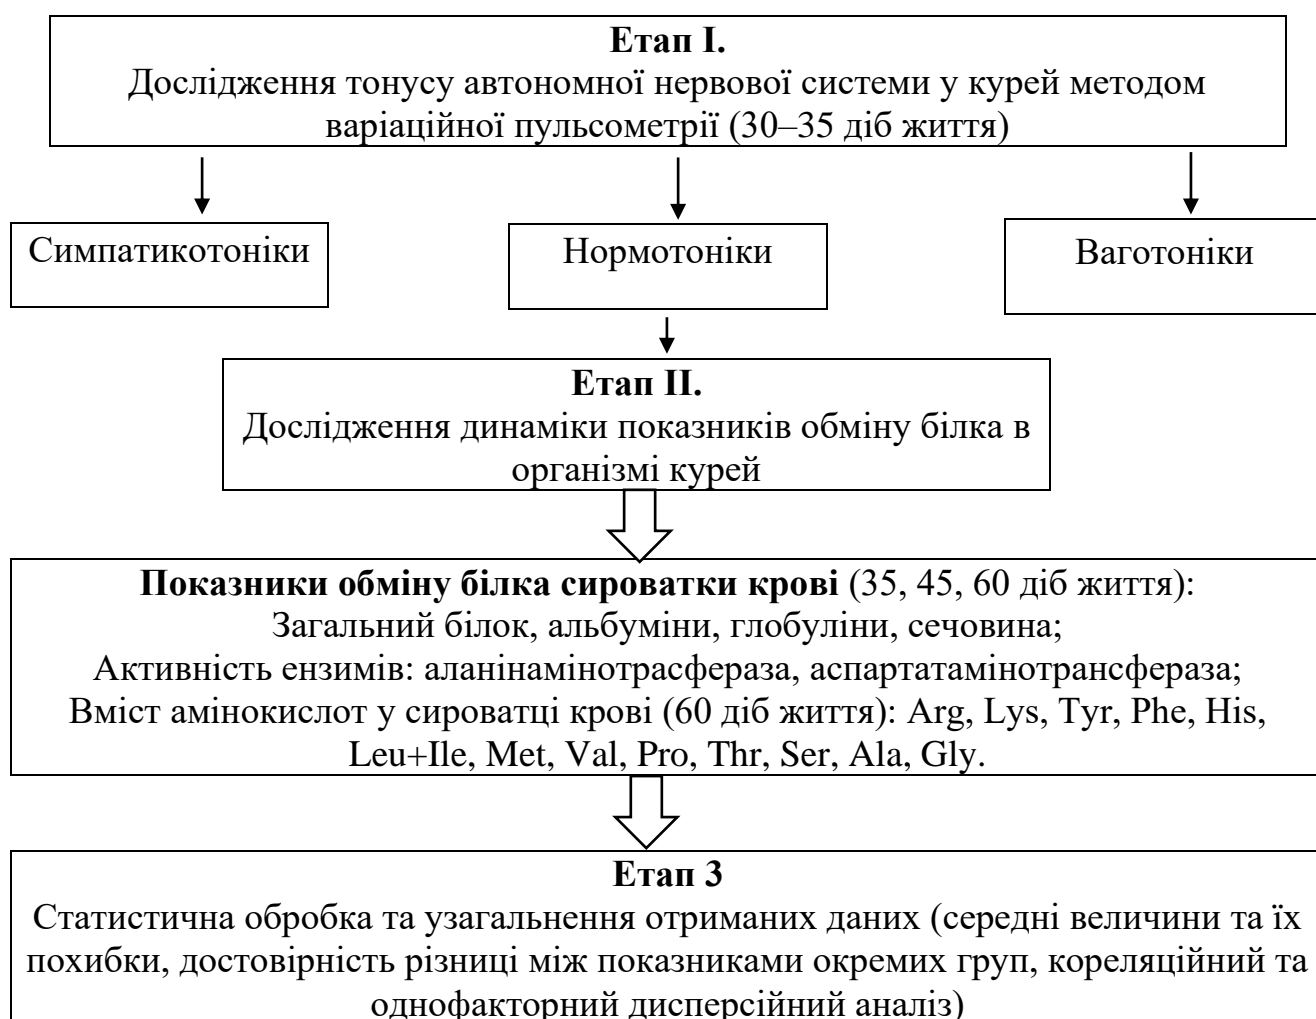 Етап І.
Дослідження тонусу автономної нервової системи у курей методом
варіаційної пульсометрії (30–35 діб життя)
Симпатикотоніки
Нормотоніки
Ваготоніки
Етап ІІ.
Дослідження динаміки показників обміну білка в
організмі курей
Показники обміну білка сироватки крові (35, 45, 60 діб життя):
Загальний білок, альбуміни, глобуліни, сечовина;
Активність ензимів: аланінамінотрасфераза, аспартатамінотрансфераза;
Вміст амінокислот у сироватці крові (60 діб життя): Arg, Lys, Tyr, Phe, His,
Leu+Ile, Met, Val, Pro, Thr, Ser, Ala, Gly.
Етап 3
Статистична обробка та узагальнення отриманих даних (середні величини та їх
похибки, достовірність різниці між показниками окремих груп, кореляційний та
однофакторний дисперсійний аналіз)